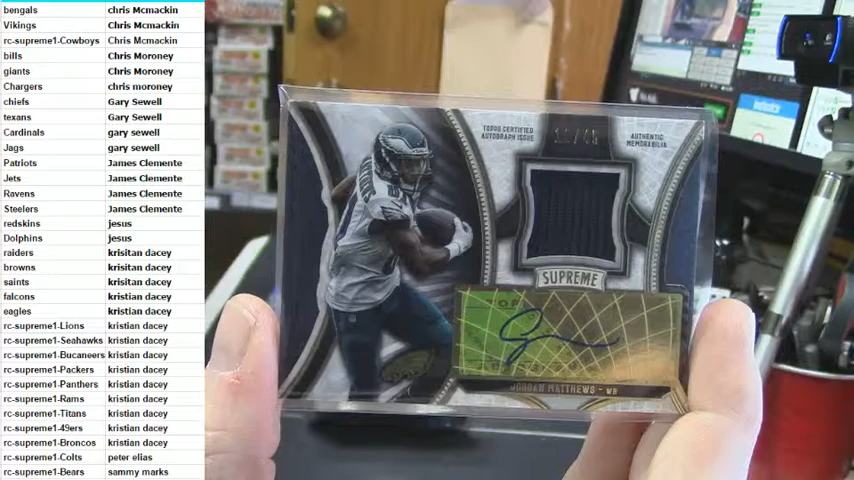 bengals chris Mcmackin
Vikings chris Mcmackin
rc-supreme1-Cowboys Chris Mcmackin
bills Chris Moroney
giants Chris Moroney
Chargers chris moroney
chiefs Gary Sewell
texans Gary Sewell
Cardinals gary sewell
Jags gary sewell
Patriots James Clemente
Jets James Clemente
Ravens James Clemente
Steelers James Clemente
redskins jesus
Dolphins jesus
raiders krisitan dacey
browns krisitan dacey
saints krisitan dacey
falcons kristian dacey
eagles kristian dacey
rc-supreme1-Lions kristian dacey
rc-supreme1-Seahawks kristian dacey
rc-supreme1-Bucaneers kristian dacey
rc-supreme1-Packers kristian dacey
rc-supreme1-Panthers kristian dacey
rc-supreme1-Rams kristian dacey
rc-supreme1-Titans kristian dacey
rc-supreme1-49ers kristian dacey
rc-supreme1-Broncos kristian dacey
rc-supreme1-Colts peter elias
rc-supreme1-Bears sammy marks
TOPPS CERTIFIED
AUTOGRAPH ISSUE
AUTHENTIC
MEMORABILIA
SUPREME
JORDAN MATTHEWS - WR